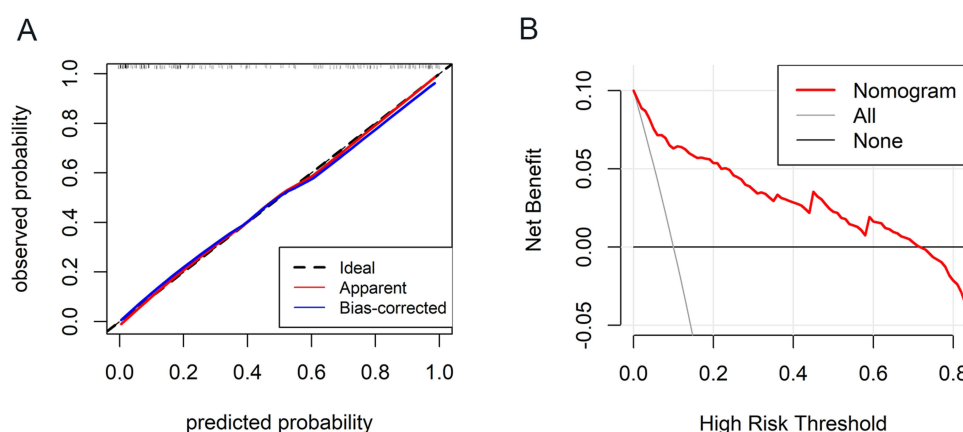 A
observed probability
1.0
0.8
0.6
0.4
0.2
0.0
Ideal
Apparent
Bias-corrected
0.0 0.2 0.4 0.6 0.8 1.0
predicted probability
B
Net Benefit
0.10
0.05
0.00
-0.05
Nomogram
All
None
0.0 0.2 0.4 0.6 0.8
High Risk Threshold